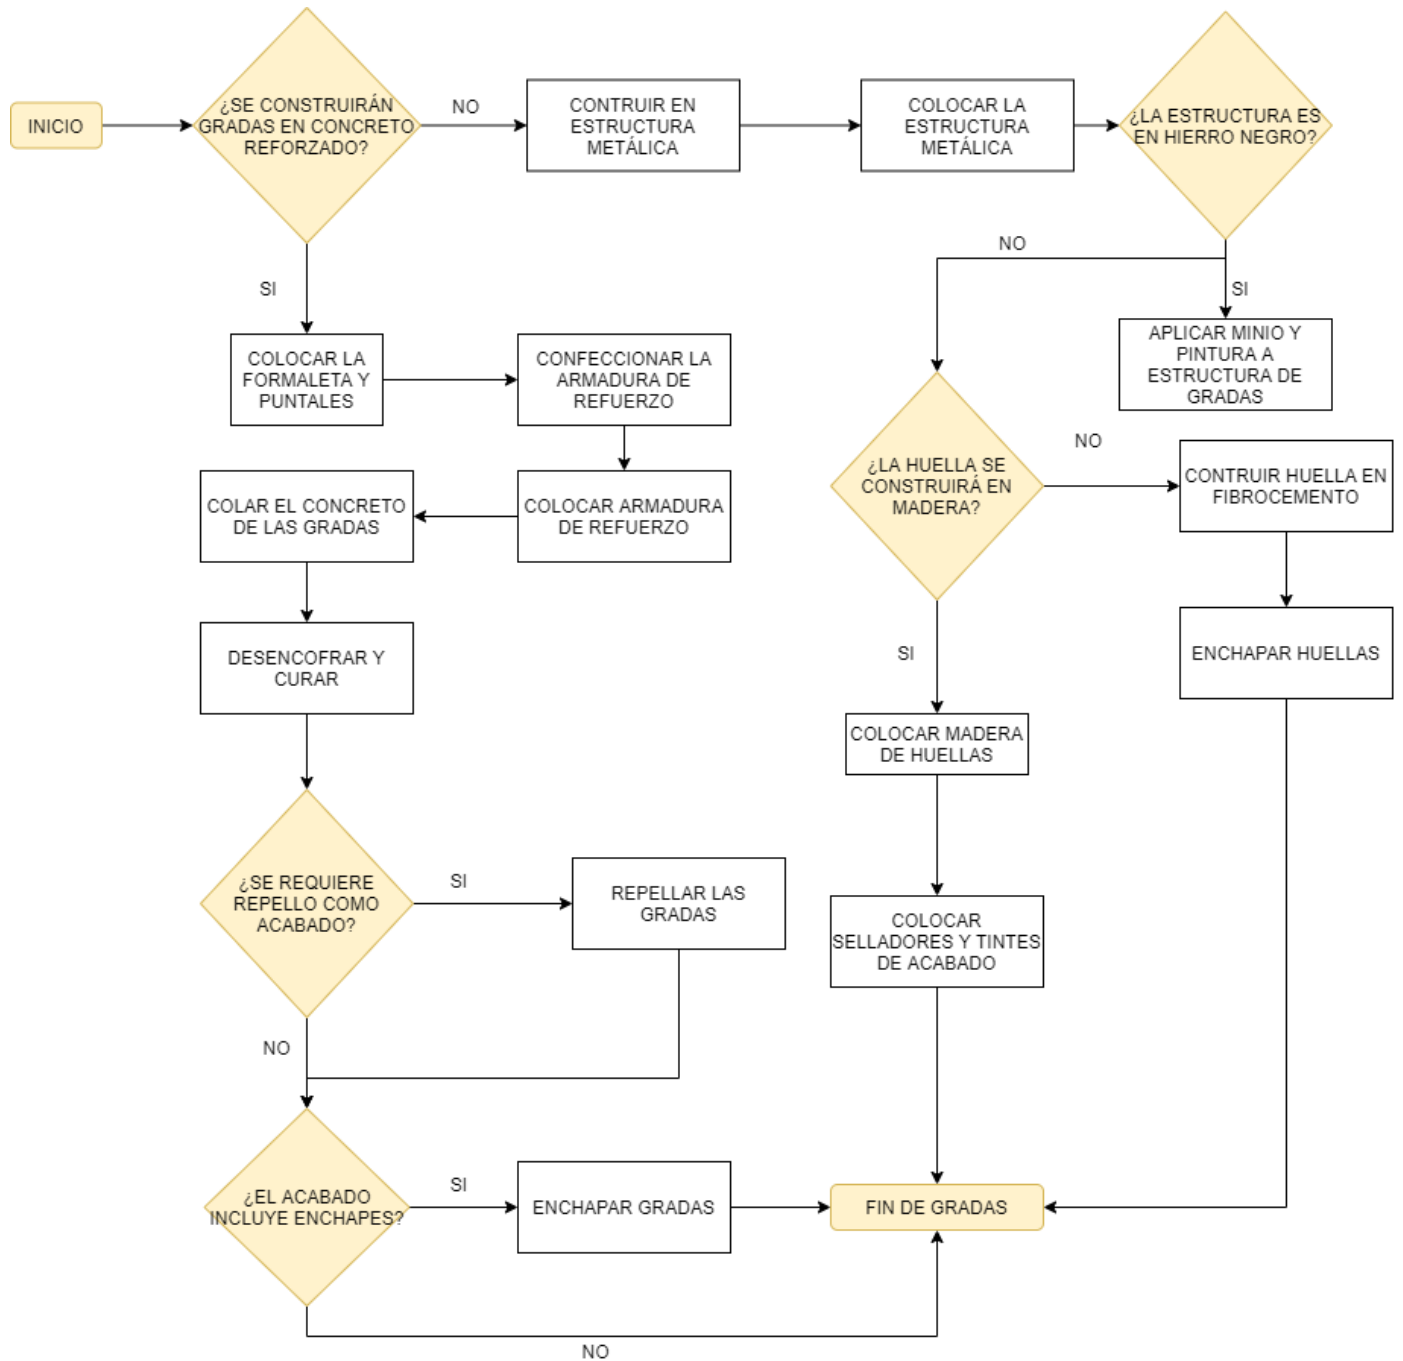 INICIO
¿SE CONSTRUIRÁN
GRADAS EN CONCRETO
REFORZADO?
NO
CONTRUIR EN
ESTRUCTURA
METÁLICA
COLOCAR LA
ESTRUCTURA
METÁLICA
¿LA ESTRUCTURA ES
EN HIERRO NEGRO?
NO
SI
SI
APLICAR MINIO Y
PINTURA A
ESTRUCTURA DE
GRADAS
COLOCAR LA
FORMALETA Y
PUNTALES
CONFECCIONAR LA
ARMADURA DE
REFUERZO
¿LA HUELLA SE
CONSTRUIRÁ EN
MADERA?
NO
CONTRUIR HUELLA EN
FIBROCEMENTO
COLAR EL CONCRETO
DE LAS GRADAS
COLOCAR ARMADURA
DE REFUERZO
DESENCOFRAR Y
CURAR
SI
ENCHAPAR HUELLAS
COLOCAR MADERA
DE HUELLAS
¿SE REQUIERE
REPELLO COMO
ACABADO?
SI
REPELLAR LAS
GRADAS
COLOCAR
SELLADORES Y TINTES
DE ACABADO
NO
¿EL ACABADO
INCLUYE ENCHAPES?
SI
ENCHAPAR GRADAS
FIN DE GRADAS
NO